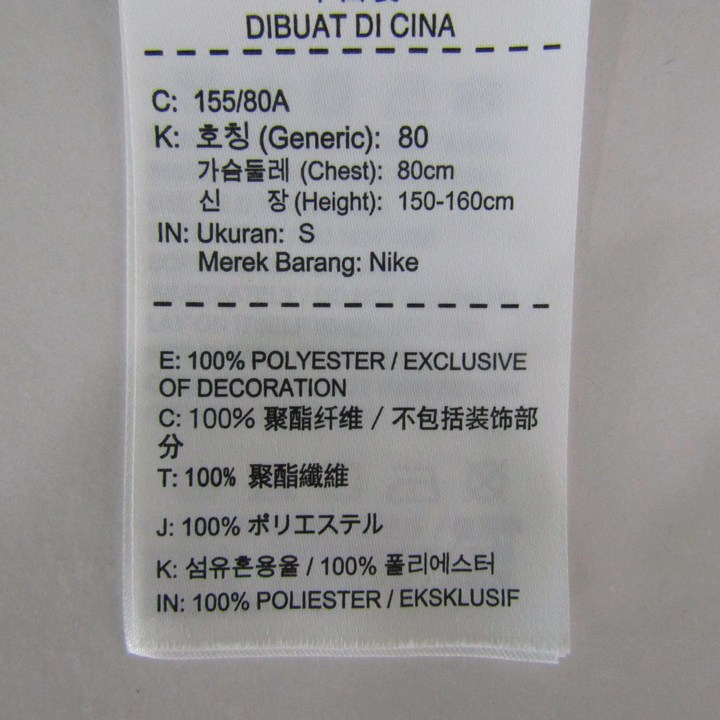 DIBUAT DI CINA
C: 155/80A
K: 호칭 (Generic): 80
가슴둘레 (Chest): 80cm
신 장 (Height): 150-160cm
IN: Ukuran: S
Merek Barang: Nike
E: 100% POLYESTER / EXCLUSIVE
OF DECORATION
C: 100% 聚酯纤维 / 不包括装饰部
分
T: 100% 聚酯纖維
J: 100% ポリエステル
K: 섬유혼용율 / 100% 폴리에스터
IN: 100% POLIESTER / EKSKLUSIF